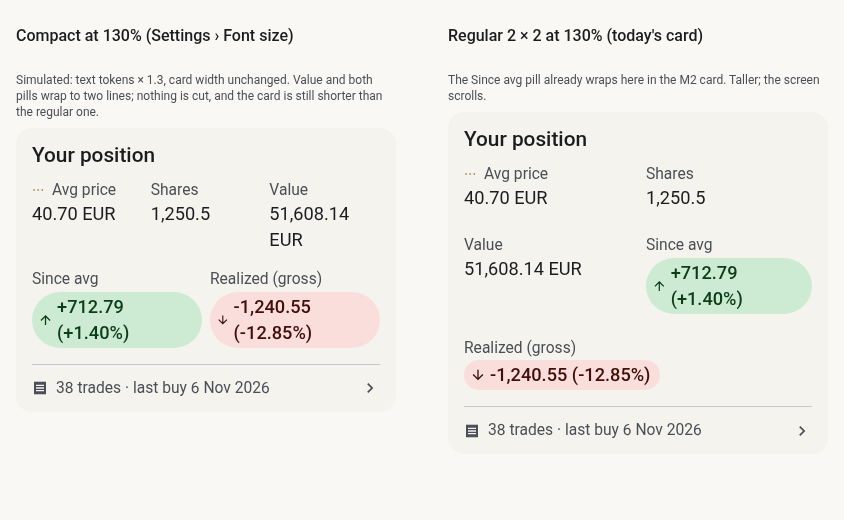 Compact at 130% (Settings › Font size)
Simulated: text tokens × 1.3, card width unchanged. Value and both
pills wrap to two lines; nothing is cut, and the card is still shorter than
the regular one.
Your position
··· Avg price
Shares
Value
40.70 EUR
1,250.5
51,608.14
EUR
Since avg
Realized (gross)
↑ +712.79
(+1.40%)
↓ -1,240.55
(-12.85%)
38 trades · last buy 6 Nov 2026
Regular 2 × 2 at 130% (today's card)
The Since avg pill already wraps here in the M2 card. Taller; the screen
scrolls.
Your position
··· Avg price
Shares
40.70 EUR
1,250.5
Value
Since avg
51,608.14 EUR
↑ +712.79
(+1.40%)
Realized (gross)
↓ -1,240.55 (-12.85%)
38 trades · last buy 6 Nov 2026